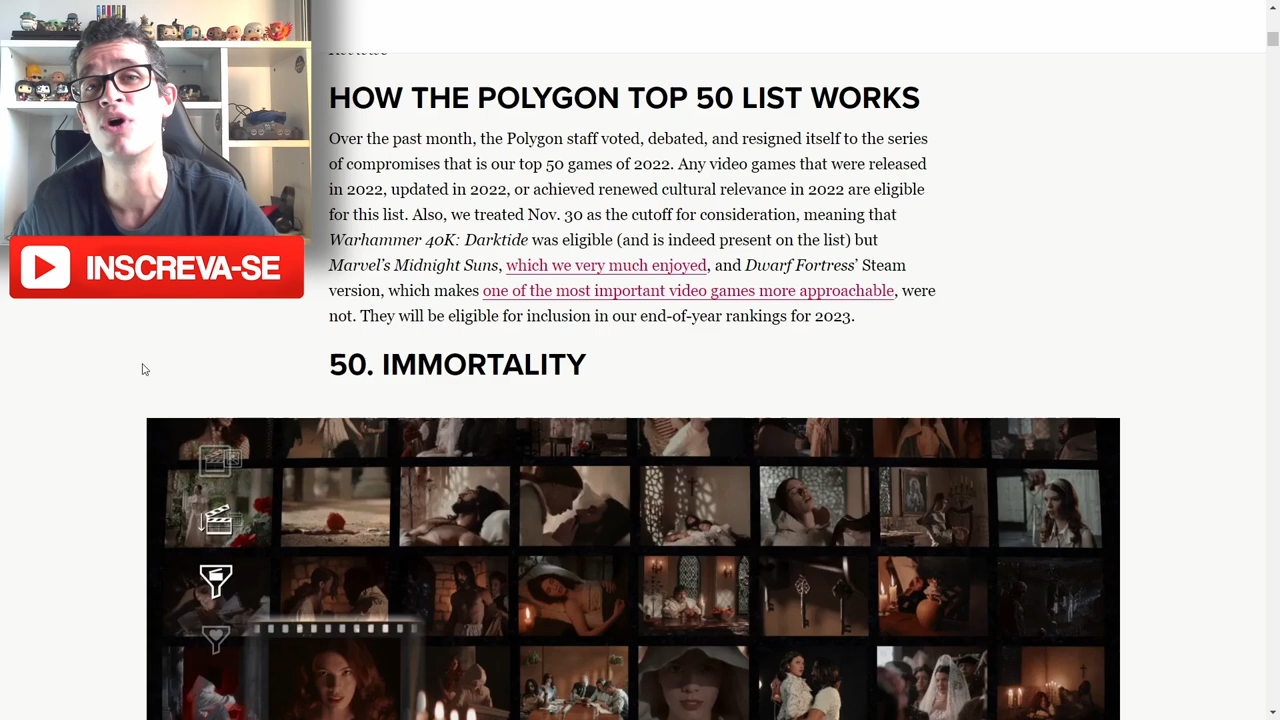 HOW THE POLYGON TOP 50 LIST WORKS
Over the past month, the Polygon staff voted, debated, and resigned itself to the series
of compromises that is our top 50 games of 2022. Any video games that were released
in 2022, updated in 2022, or achieved renewed cultural relevance in 2022 are eligible
for this list. Also, we treated Nov. 30 as the cutoff for consideration, meaning that
Warhammer 40K: Darktide was eligible (and is indeed present on the list) but
Marvel’s Midnight Suns, which we very much enjoyed, and Dwarf Fortress’ Steam
version, which makes one of the most important video games more approachable, were
not. They will be eligible for inclusion in our end-of-year rankings for 2023.
INSCREVA-SE
50. IMMORTALITY